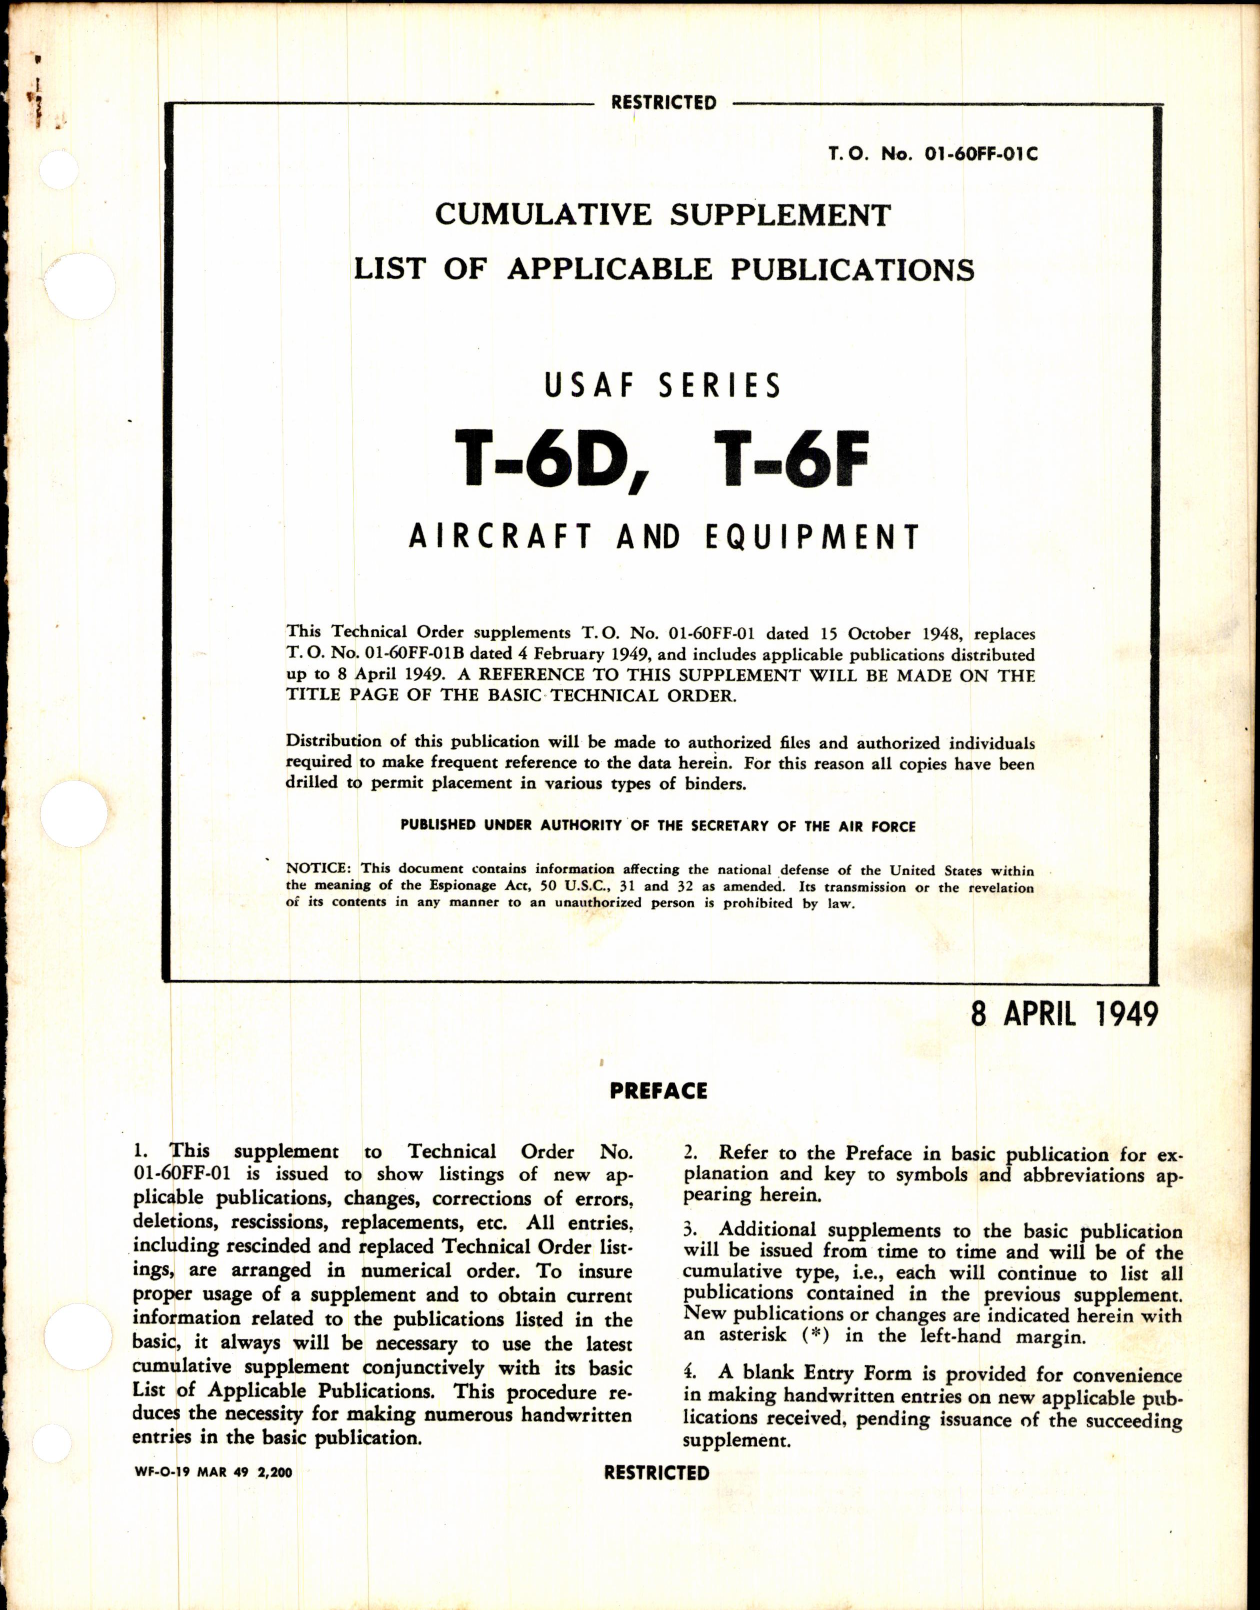 RESTRICTED
T. O. No. 01-60FF-01C
CUMULATIVE SUPPLEMENT
LIST OF APPLICABLE PUBLICATIONS
USAF SERIES
T-6D, T-6F
AIRCRAFT AND EQUIPMENT
This Technical Order supplements T. O. No. 01-60FF-01 dated 15 October 1948, replaces
T. O. No. 01-60FF-01B dated 4 February 1949, and includes applicable publications distributed
up to 8 April 1949. A REFERENCE TO THIS SUPPLEMENT WILL BE MADE ON THE
TITLE PAGE OF THE BASIC TECHNICAL ORDER.
Distribution of this publication will be made to authorized files and authorized individuals
required to make frequent reference to the data herein. For this reason all copies have been
drilled to permit placement in various types of binders.
PUBLISHED UNDER AUTHORITY OF THE SECRETARY OF THE AIR FORCE
NOTICE: This document contains information affecting the national defense of the United States within
the meaning of the Espionage Act, 50 U.S.C., 31 and 32 as amended. Its transmission or the revelation
of its contents in any manner to an unauthorized person is prohibited by law.
8 APRIL 1949
PREFACE
1. This supplement to Technical Order No.
01-60FF-01 is issued to show listings of new ap-
plicable publications, changes, corrections of errors,
deletions, rescissions, replacements, etc. All entries,
including rescinded and replaced Technical Order list-
ings, are arranged in numerical order. To insure
proper usage of a supplement and to obtain current
information related to the publications listed in the
basic, it always will be necessary to use the latest
cumulative supplement conjunctively with its basic
List of Applicable Publications. This procedure re-
duces the necessity for making numerous handwritten
entries in the basic publication.
2. Refer to the Preface in basic publication for ex-
planation and key to symbols and abbreviations ap-
pearing herein.
3. Additional supplements to the basic publication
will be issued from time to time and will be of the
cumulative type, i.e., each will continue to list all
publications contained in the previous supplement.
New publications or changes are indicated herein with
an asterisk (*) in the left-hand margin.
4. A blank Entry Form is provided for convenience
in making handwritten entries on new applicable pub-
lications received, pending issuance of the succeeding
supplement.
WF-O-19 MAR 49 2,200
RESTRICTED